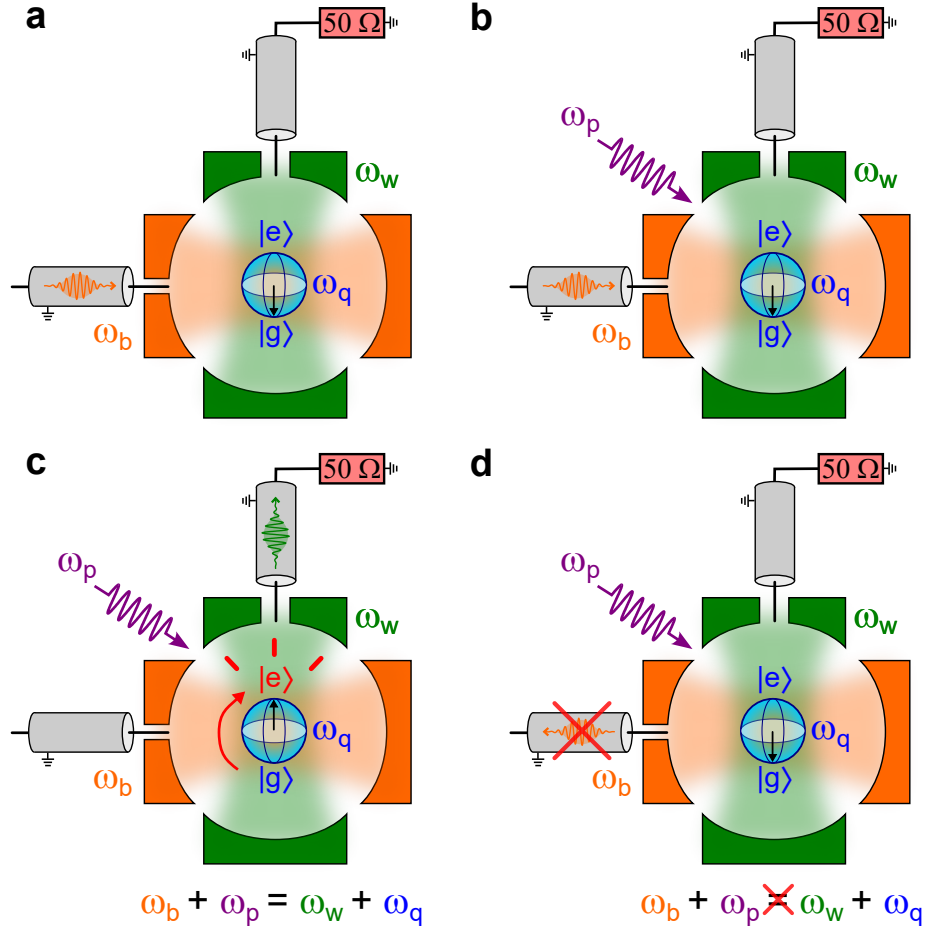 a
50 Ω
ω_w
|e⟩
ω_q
|g⟩
ω_b
b
50 Ω
ω_p
ω_w
|e⟩
ω_q
|g⟩
ω_b
c
50 Ω
ω_p
ω_w
|e⟩
ω_q
|g⟩
ω_b
ω_b + ω_p = ω_w + ω_q
d
50 Ω
ω_p
ω_w
|e⟩
ω_q
|g⟩
ω_b
ω_b + ω_p = ω_w + ω_q